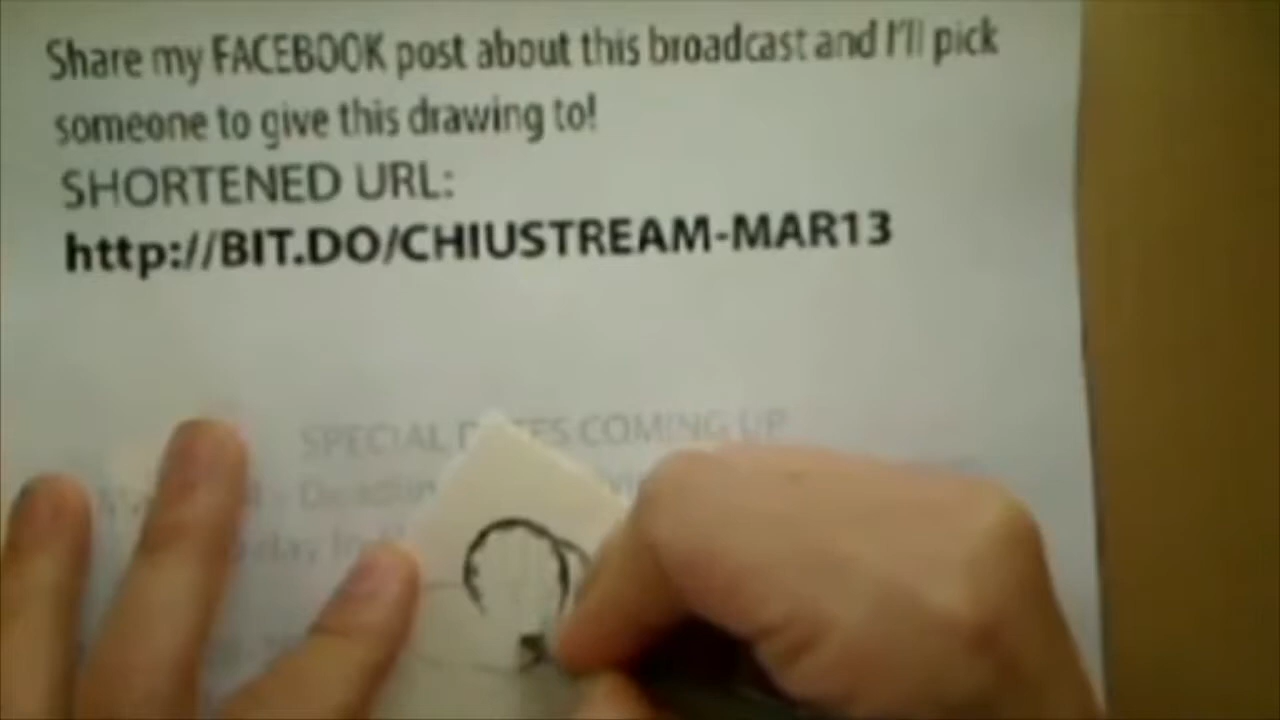 Share my FACEBOOK post about this broadcast and I'll pick
someone to give this drawing to!
SHORTENED URL:
http://BIT.DO/CHIUSTREAM-MAR13
SPECIAL COMING UP